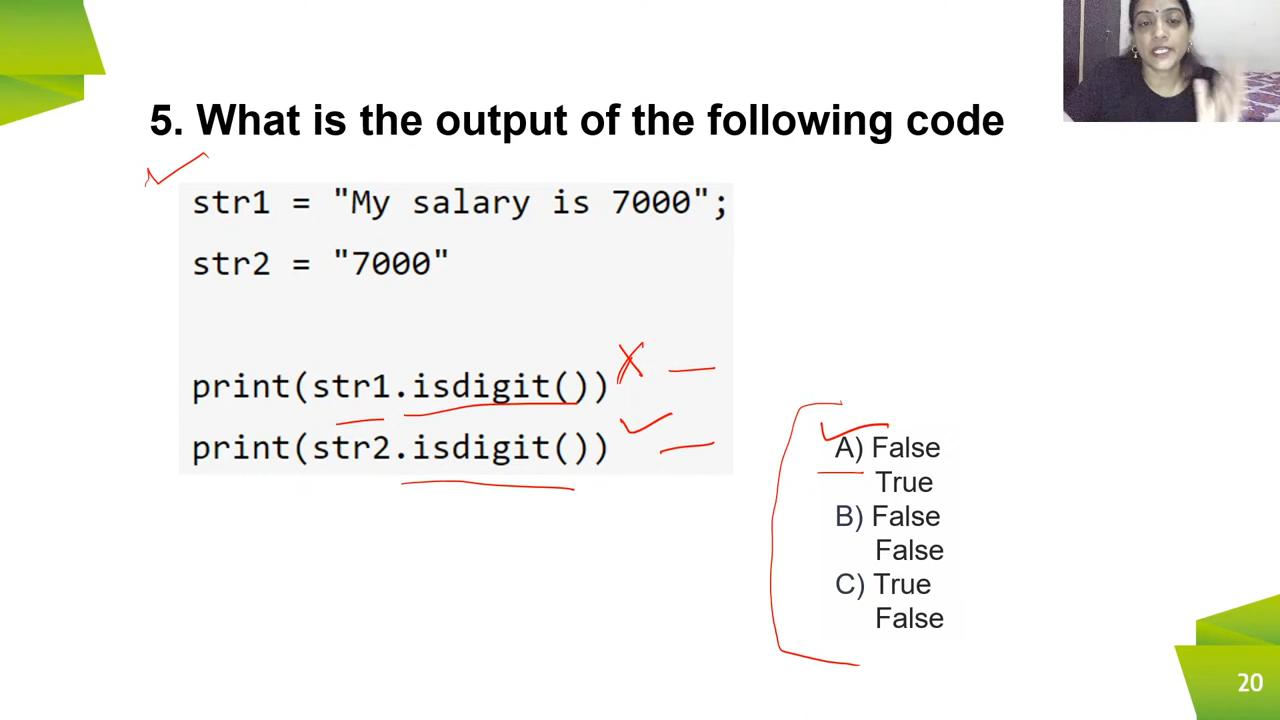 5. What is the output of the following code
str1 = "My salary is 7000";
str2 = "7000"
print(str1.isdigit())
print(str2.isdigit())
A) False
True
B) False
False
C) True
False
20